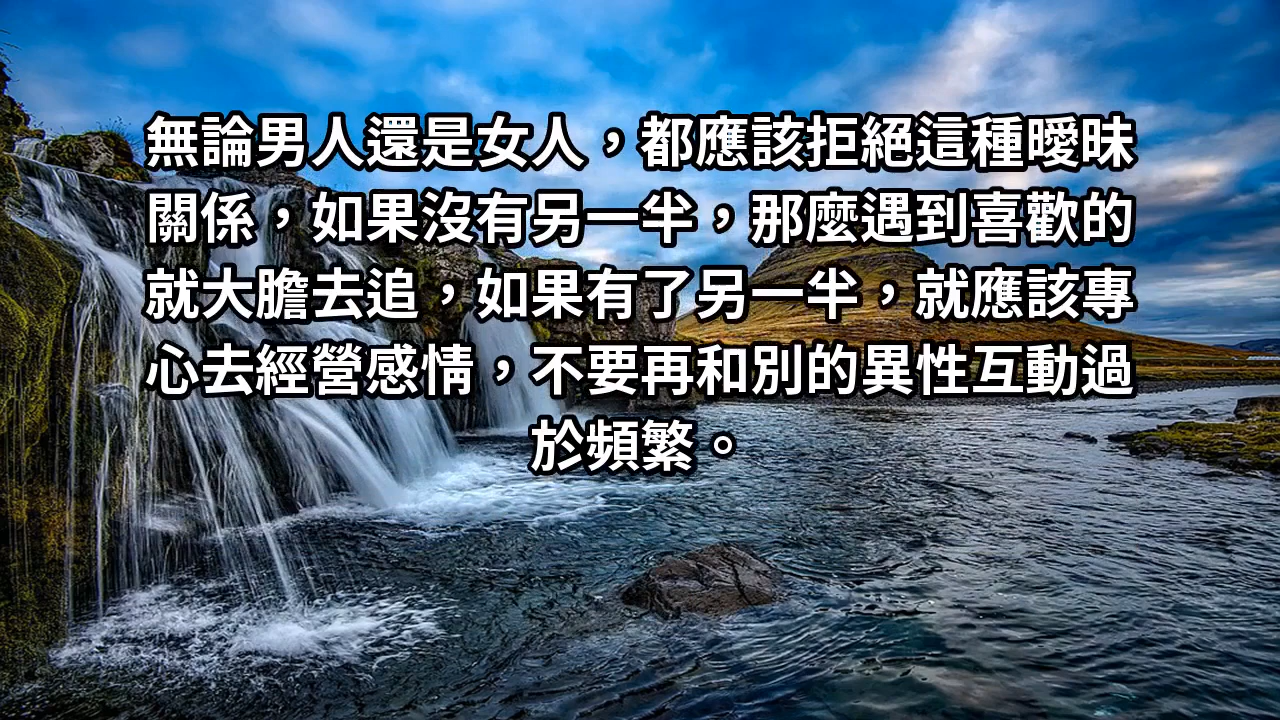 無論男人還是女人，都應該拒絕這種曖昧
關係，如果沒有另一半，那麼遇到喜歡的
就大膽去追，如果有了另一半，就應該專
心去經營感情，不要再和別的異性互動過
於頻繁。